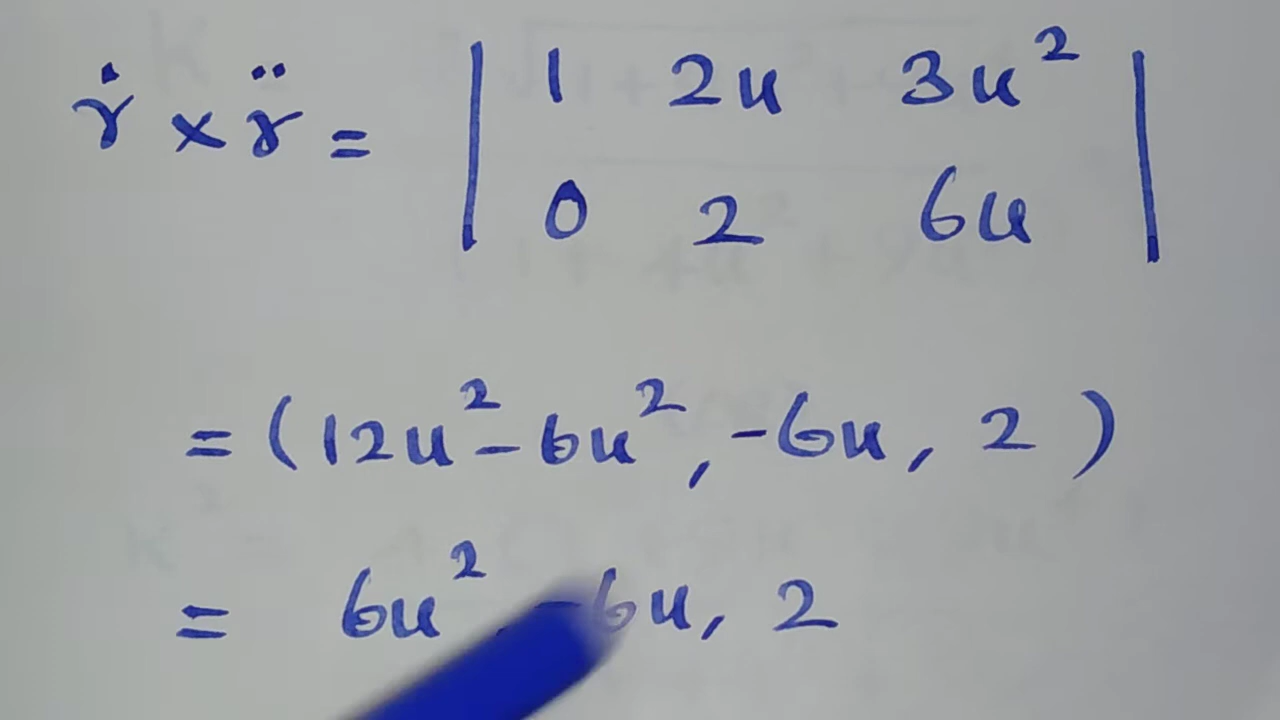 ṙ × r̈ = | 1 2u 3u² |
| 0 2 6u |
= (12u² - 6u², -6u, 2)
= 6u² -6u, 2